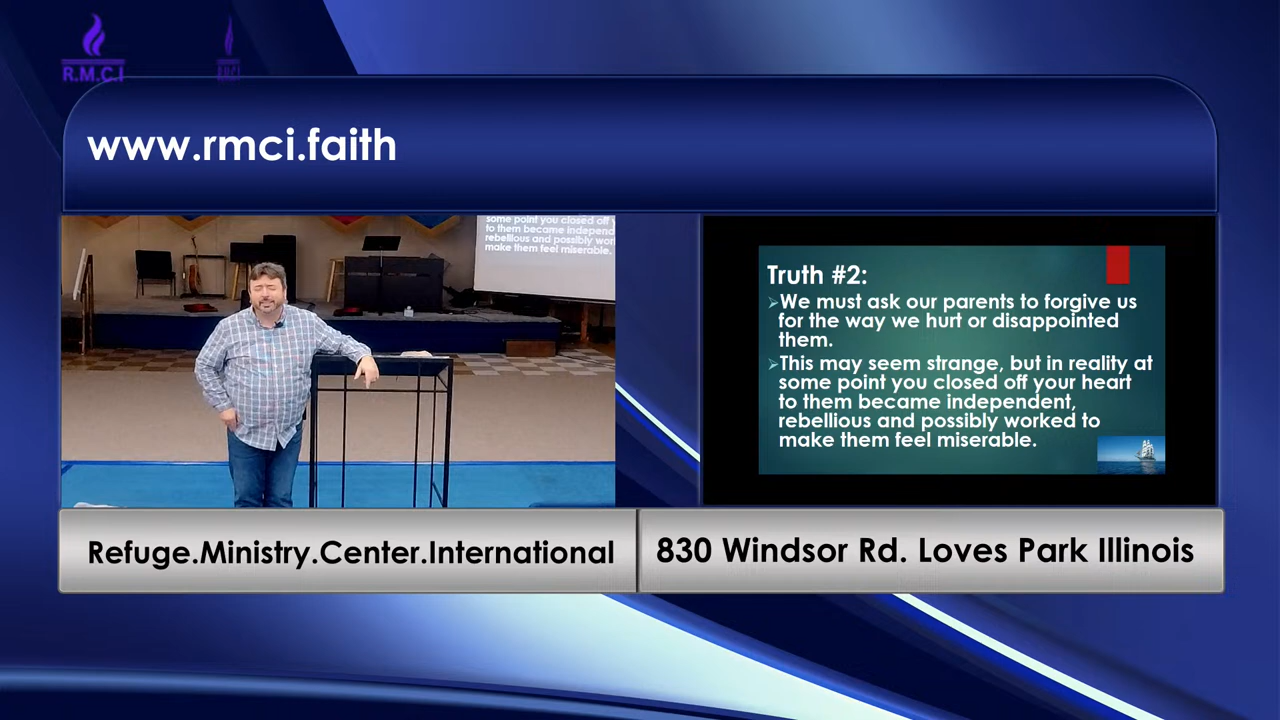 R.M.C.I
RMCI
www.rmci.faith
some point you closed off
to them became independ
rebellious and possibly wor
make them feel miserable.
Truth #2:
➢We must ask our parents to forgive us
for the way we hurt or disappointed
them.
➢This may seem strange, but in reality at
some point you closed off your heart
to them became independent,
rebellious and possibly worked to
make them feel miserable.
Refuge.Ministry.Center.International
830 Windsor Rd. Loves Park Illinois